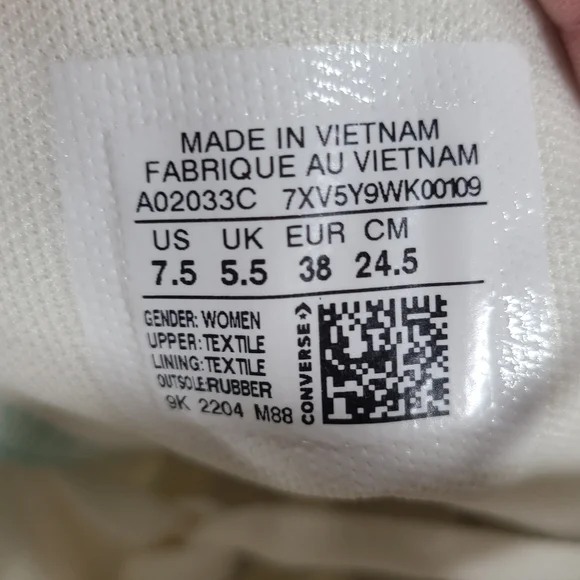 MADE IN VIETNAM
FABRIQUE AU VIETNAM
A02033C 7XV5Y9WK00109
US UK EUR CM
7.5 5.5 38 24.5
GENDER: WOMEN
UPPER: TEXTILE
LINING: TEXTILE
OUTSOLE:RUBBER
9K 2204 M88
CONVERSE